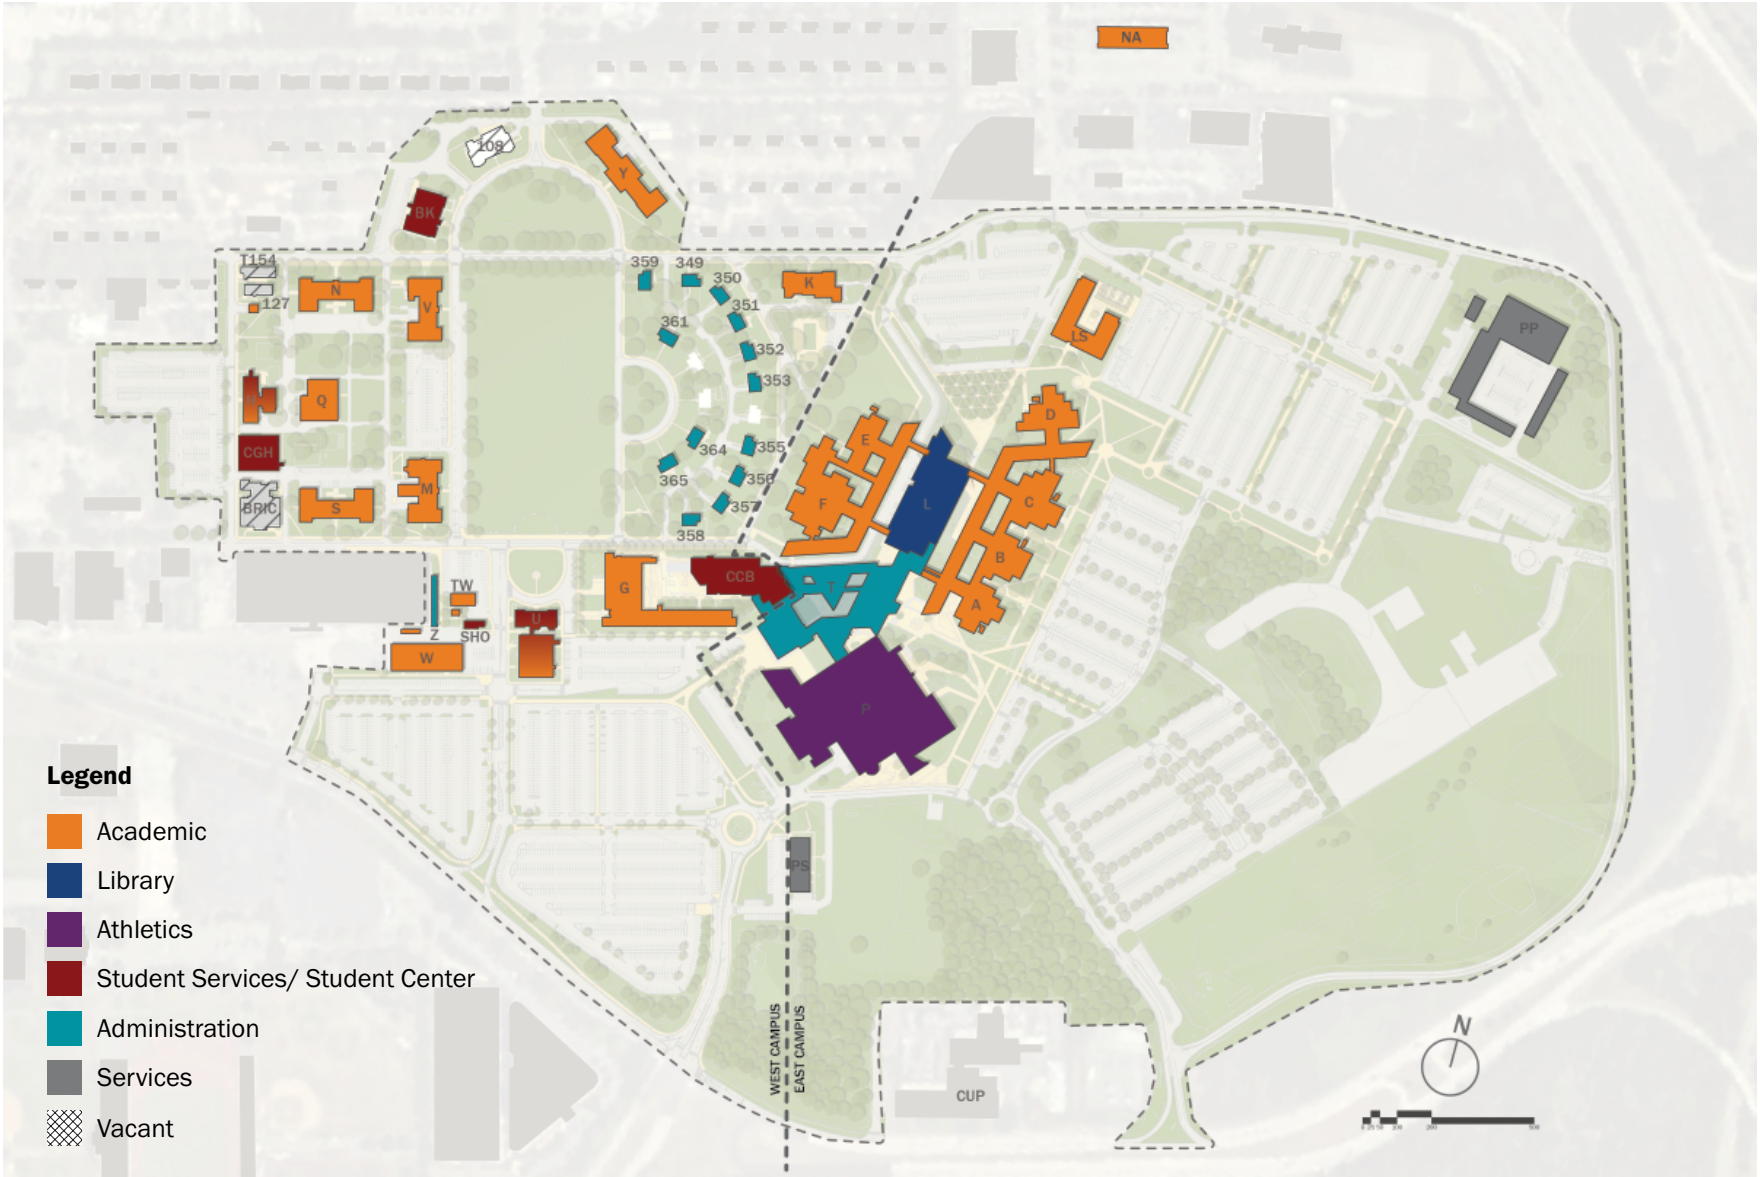 NA
109
Y
BK
T154
N
V
127
359
349
350
K
351
361
352
353
PP
LS
Q
D
E
CGH
364
355
M
365
356
F
L
C
BRIC
S
357
358
B
G
CCB
T
TW
A
U
Z
SHO
W
P
PS
Legend
Academic
Library
Athletics
Student Services/ Student Center
Administration
Services
Vacant
WEST CAMPUS
EAST CAMPUS
CUP
N